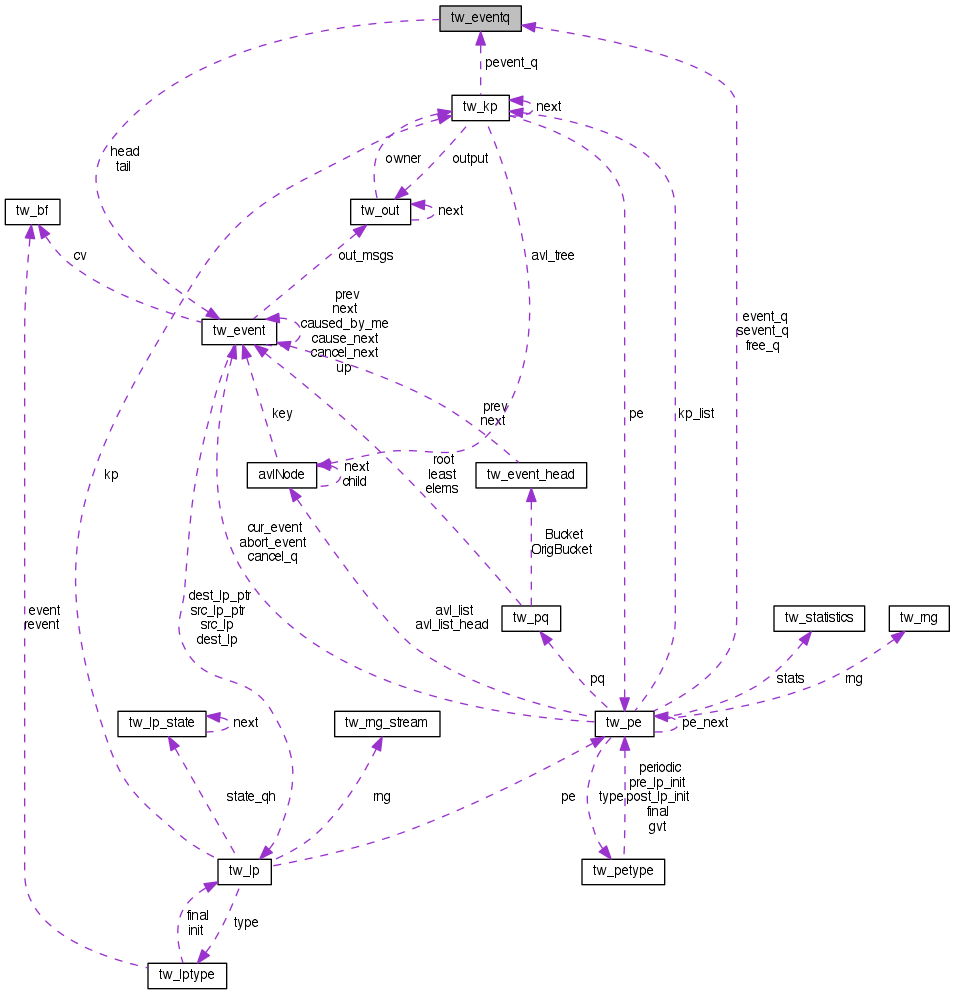 tw_eventq
pevent_q
tw_kp
next
head
tail
owner
output
tw_bf
tw_out
next
cv
out_msgs
avl_tree
prev
next
caused_by_me
cause_next
cancel_next
up
tw_event
event_q
sevent_q
free_q
key
prev
next
pe
kp_list
kp
avlNode
next
child
root
least
elems
tw_event_head
cur_event
abort_event
cancel_q
Bucket
OrigBucket
event
revent
dest_lp_ptr
src_lp_ptr
src_lp
dest_lp
avl_list
avl_list_head
tw_pq
tw_statistics
tw_rng
pq
stats
rng
tw_lp_state
next
tw_rng_stream
tw_pe
pe_next
state_qh
rng
pe
type
periodic
pre_lp_init
post_lp_init
final
gvt
tw_lp
tw_petype
final
init
type
tw_lptype